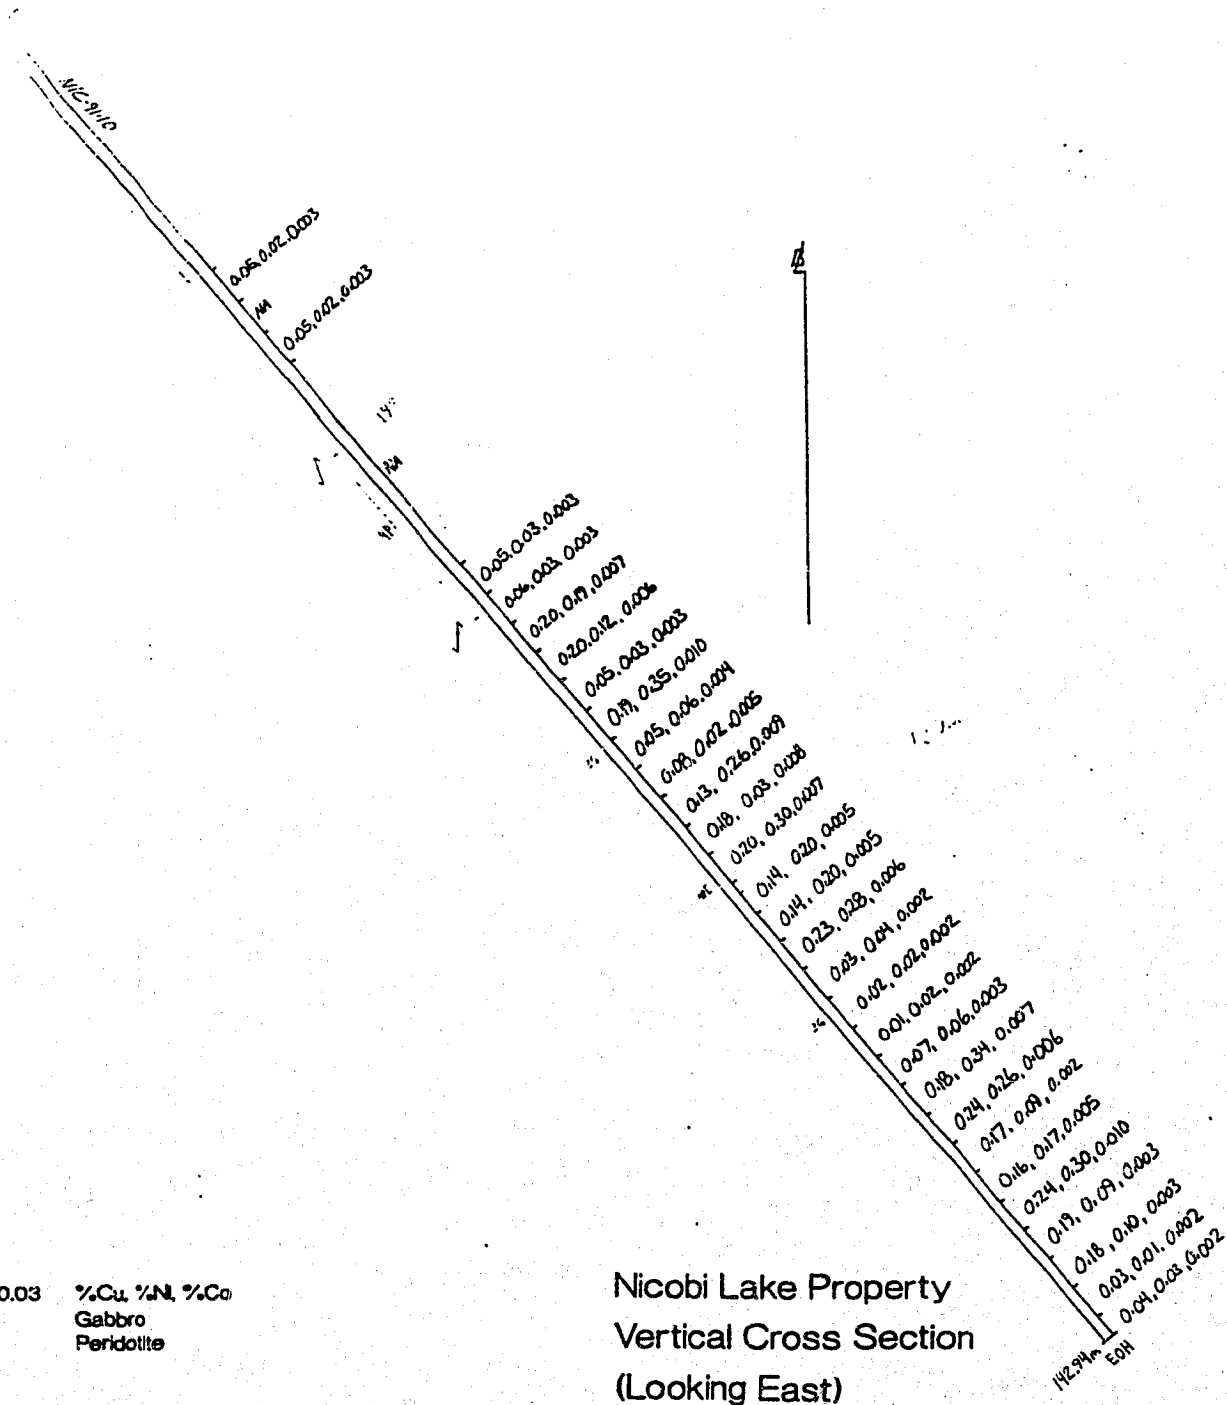 NIC-91-10
0.05, 0.02, 0.003
NA
0.05, 0.02, 0.003
NA
0.05, 0.03, 0.003
0.06, 0.03, 0.003
0.20, 0.19, 0.007
0.20, 0.12, 0.006
0.05, 0.03, 0.003
0.19, 0.35, 0.010
0.05, 0.06, 0.004
0.08, 0.02, 0.005
0.13, 0.26, 0.009
0.18, 0.03, 0.008
0.20, 0.30, 0.007
0.14, 0.20, 0.005
0.14, 0.20, 0.005
0.23, 0.28, 0.006
0.03, 0.04, 0.002
0.02, 0.02, 0.002
0.01, 0.02, 0.002
0.07, 0.06, 0.003
0.18, 0.34, 0.007
0.24, 0.26, 0.006
0.17, 0.09, 0.002
0.16, 0.17, 0.005
0.24, 0.30, 0.010
0.19, 0.09, 0.003
0.18, 0.10, 0.003
0.03, 0.01, 0.002
0.04, 0.03, 0.002
142.94m
EOH
0.03 %Cu, %Ni, %Co
Gabbro
Peridotite
Nicobi Lake Property
Vertical Cross Section
(Looking East)